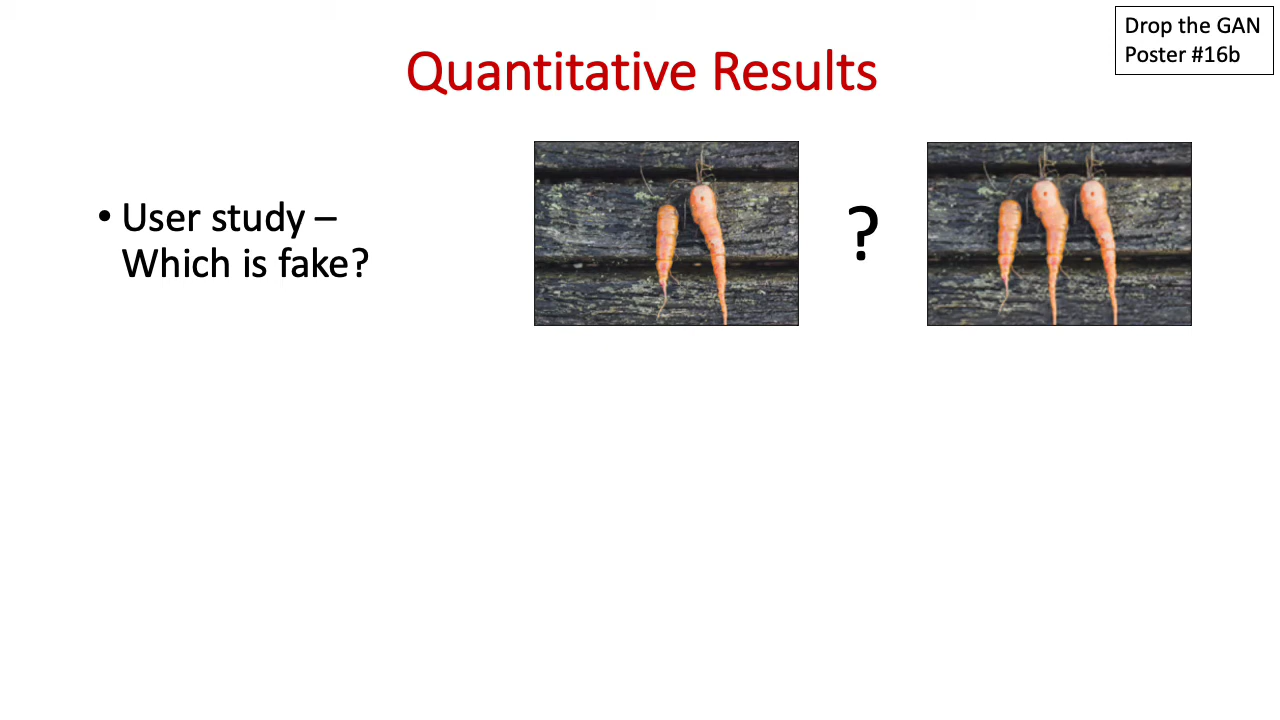 Drop the GAN
Poster #16b
Quantitative Results
• User study –
Which is fake?
?